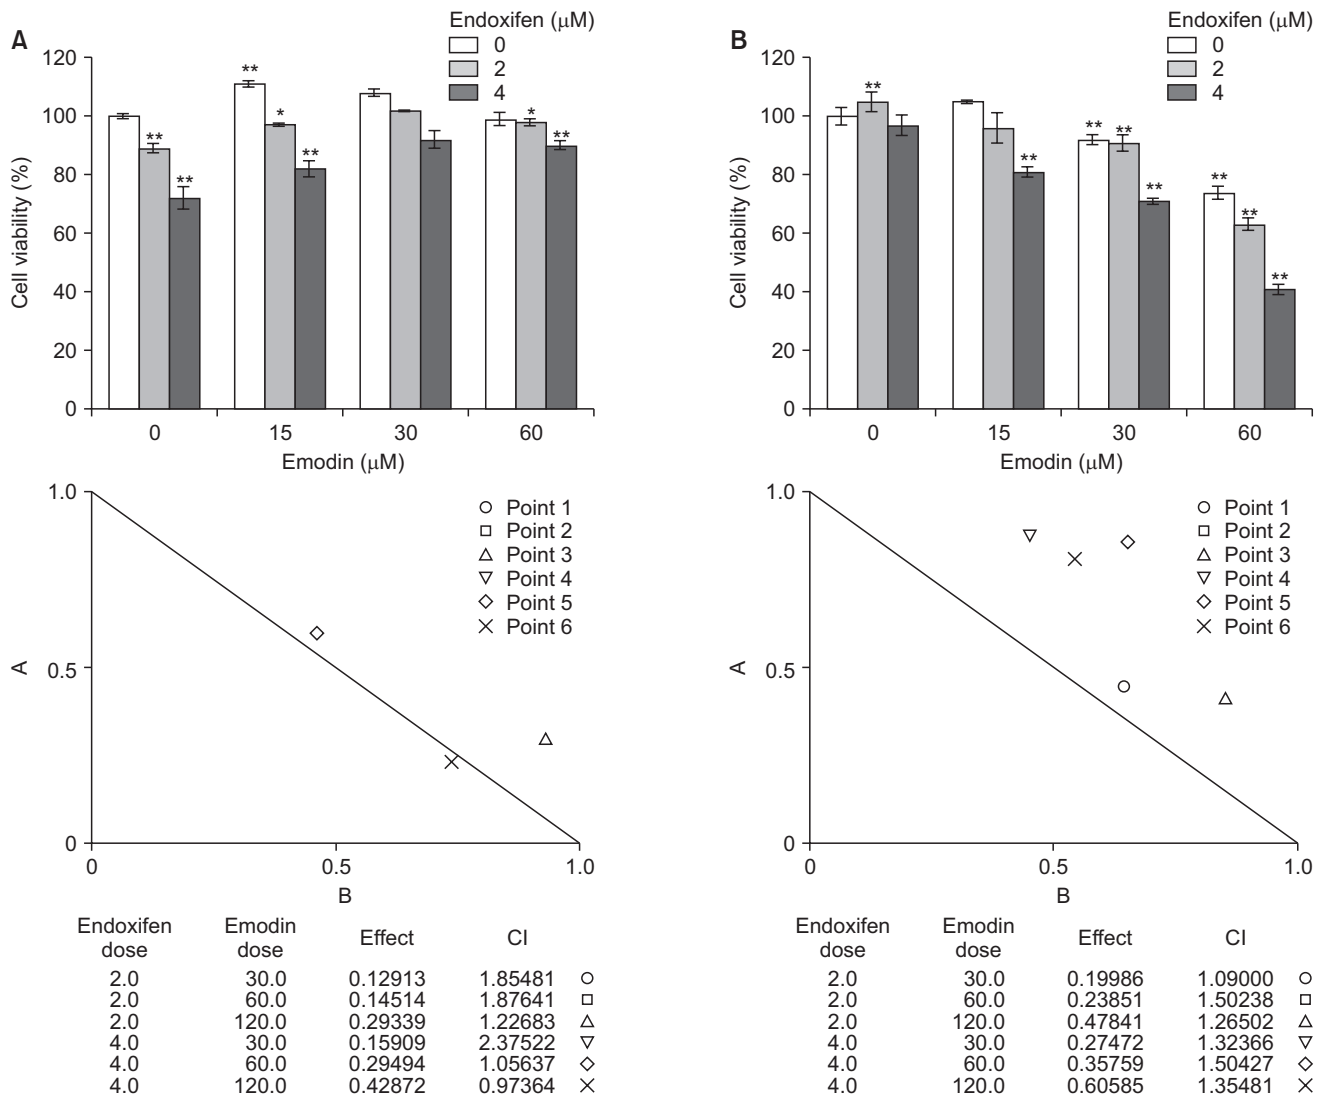 A
Endoxifen (μM)
0
2
4
120
100
80
60
40
20
0
Cell viability (%)
**
**
**
*
**
*
**
0
15
30
60
Emodin (μM)
B
Endoxifen (μM)
0
2
4
120
100
80
60
40
20
0
Cell viability (%)
**
**
**
**
**
**
**
**
0
15
30
60
Emodin (μM)
1.0
0.5
0
A
Point 1
Point 2
Point 3
Point 4
Point 5
Point 6
0
0.5
1.0
B
1.0
0.5
0
A
Point 1
Point 2
Point 3
Point 4
Point 5
Point 6
0
0.5
1.0
B
Endoxifen dose Emodin dose Effect CI
2.0 30.0 0.12913 1.85481
2.0 60.0 0.14514 1.87641
2.0 120.0 0.29339 1.22683
4.0 30.0 0.15909 2.37522
4.0 60.0 0.29494 1.05637
4.0 120.0 0.42872 0.97364
Endoxifen dose Emodin dose Effect CI
2.0 30.0 0.19986 1.09000
2.0 60.0 0.23851 1.50238
2.0 120.0 0.47841 1.26502
4.0 30.0 0.27472 1.32366
4.0 60.0 0.35759 1.50427
4.0 120.0 0.60585 1.35481